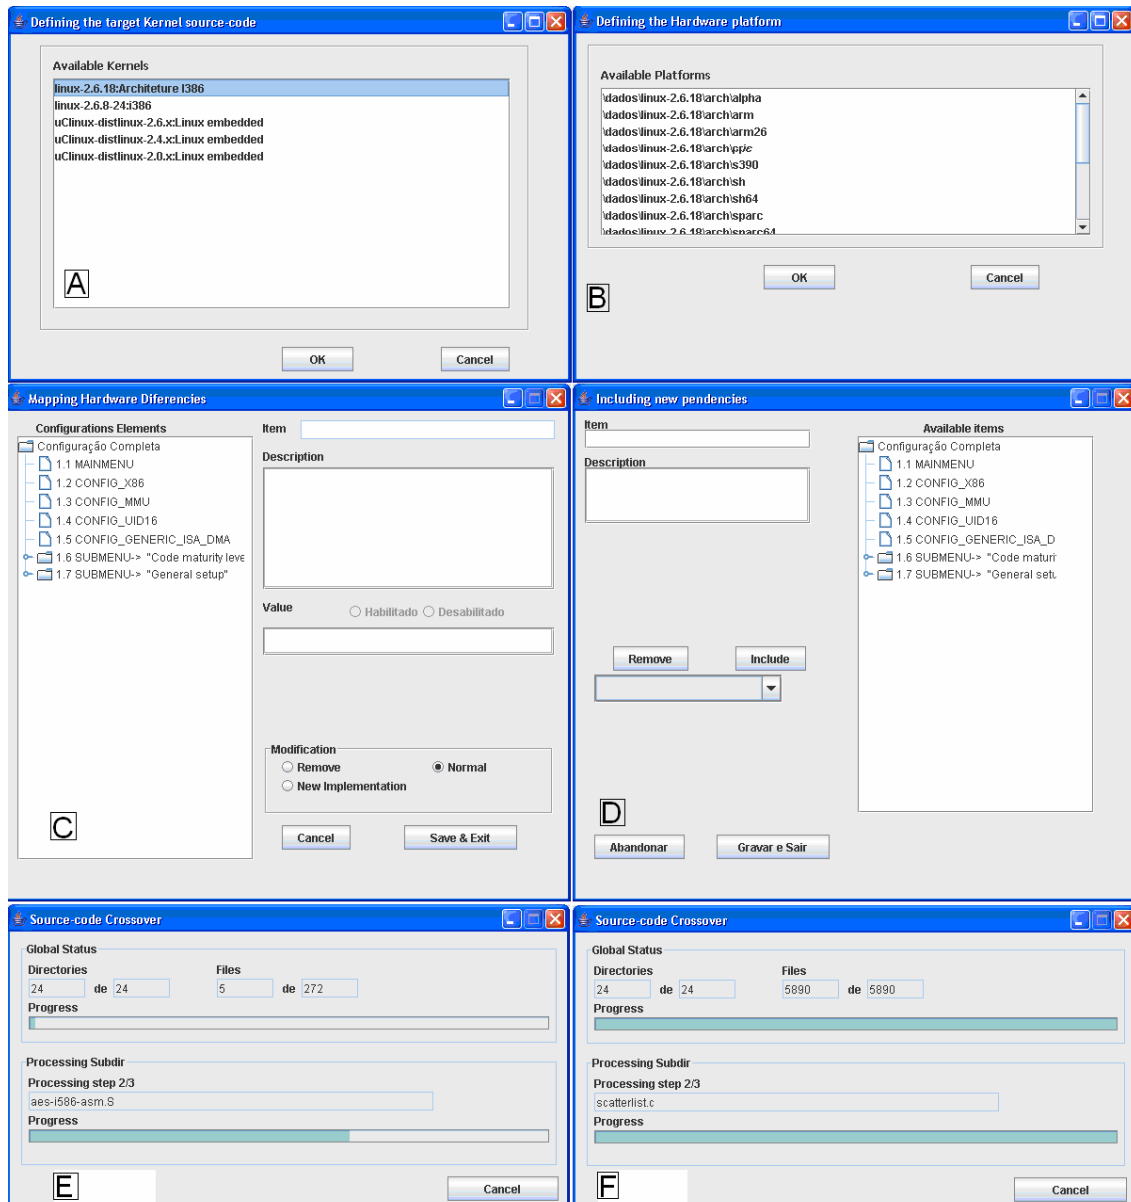 Defining the target Kernel source-code
Available Kernels
linux-2.6.18:Architeture I386
linux-2.6.8-24:i386
uClinux-distlinux-2.6.x:Linux embedded
uClinux-distlinux-2.4.x:Linux embedded
uClinux-distlinux-2.0.x:Linux embedded
A
OK
Cancel
Defining the Hardware platform
Available Platforms
\dados\linux-2.6.18\arch\alpha
\dados\linux-2.6.18\arch\arm
\dados\linux-2.6.18\arch\arm26
\dados\linux-2.6.18\arch\
\dados\linux-2.6.18\arch\s390
\dados\linux-2.6.18\arch\sh
\dados\linux-2.6.18\arch\sh64
\dados\linux-2.6.18\arch\sparc
\dados\linux-2.6.18\arch\sparc64
OK
Cancel
B
Mapping Hardware Diferencies
Configurations Elements
Configuração Completa
1.1 MAINMENU
1.2 CONFIG_X86
1.3 CONFIG_MMU
1.4 CONFIG_UID16
1.5 CONFIG_GENERIC_ISA_DMA
1.6 SUBMENU-> "Code maturity leve
1.7 SUBMENU-> "General setup"
C
Item
Description
Value
Habilitado
Desabilitado
Modification
Remove
Normal
New Implementation
Cancel
Save & Exit
Including new pendencies
Item
Description
Remove
Include
D
Abandonar
Gravar e Sair
Available items
Configuração Completa
1.1 MAINMENU
1.2 CONFIG_X86
1.3 CONFIG_MMU
1.4 CONFIG_UID16
1.5 CONFIG_GENERIC_ISA_D
1.6 SUBMENU-> "Code maturi
1.7 SUBMENU-> "General setu
Source-code Crossover
Global Status
Directories
Files
24 de 24
5 de 272
Progress
Processing Subdir
Processing step 2/3
aes-i586-asm.S
Progress
E
Cancel
Source-code Crossover
Global Status
Directories
Files
24 de 24
5890 de 5890
Progress
Processing Subdir
Processing step 2/3
scatterlist.c
Progress
F
Cancel